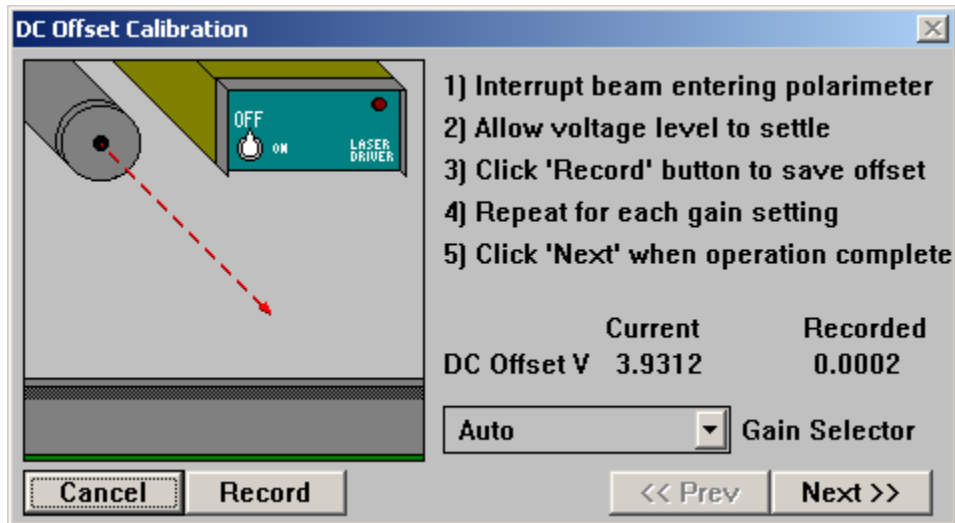 DC Offset Calibration
OFF
ON
LASER
DRIVER
1) Interrupt beam entering polarimeter
2) Allow voltage level to settle
3) Click 'Record' button to save offset
4) Repeat for each gain setting
5) Click 'Next' when operation complete
Current Recorded
DC Offset V 3.9312 0.0002
Auto Gain Selector
Cancel Record << Prev Next >>